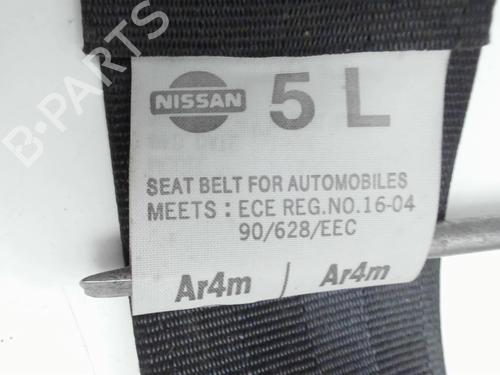 NISSAN 5 L
SEAT BELT FOR AUTOMOBILES
MEETS : ECE REG.NO.16-04
90/628/EEC
Ar4m / Ar4m
B-PARTS